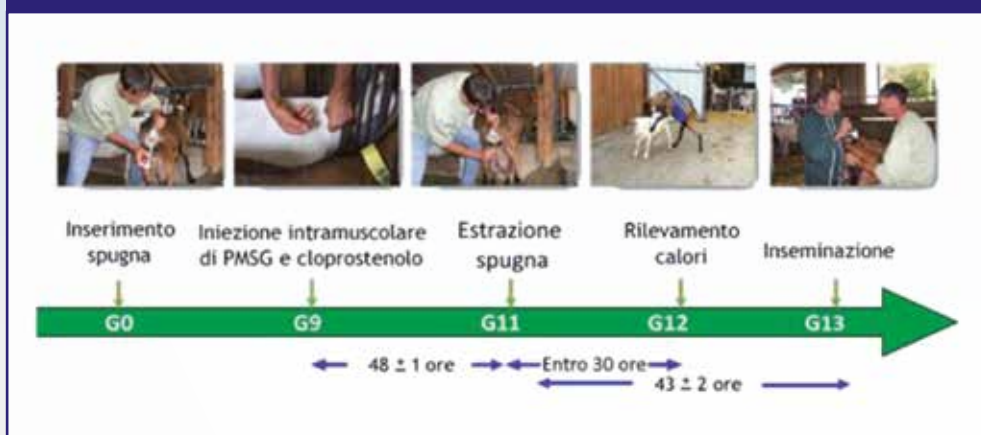 Inserimento
spugna
Iniezione intramuscolare
di PMSG e cloprostenolo
Estrazione
spugna
Rilevamento
calori
Inseminazione
G0
G9
G11
G12
G13
48 ± 1 ore
Entro 30 ore
43 ± 2 ore